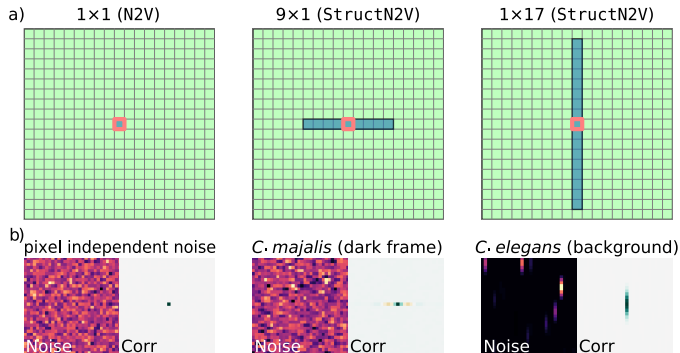 a) 1×1 (N2V) 9×1 (StructN2V) 1×17 (StructN2V)
b) pixel independent noise C. majalis (dark frame) C. elegans (background)
Noise Corr Noise Corr Noise Corr